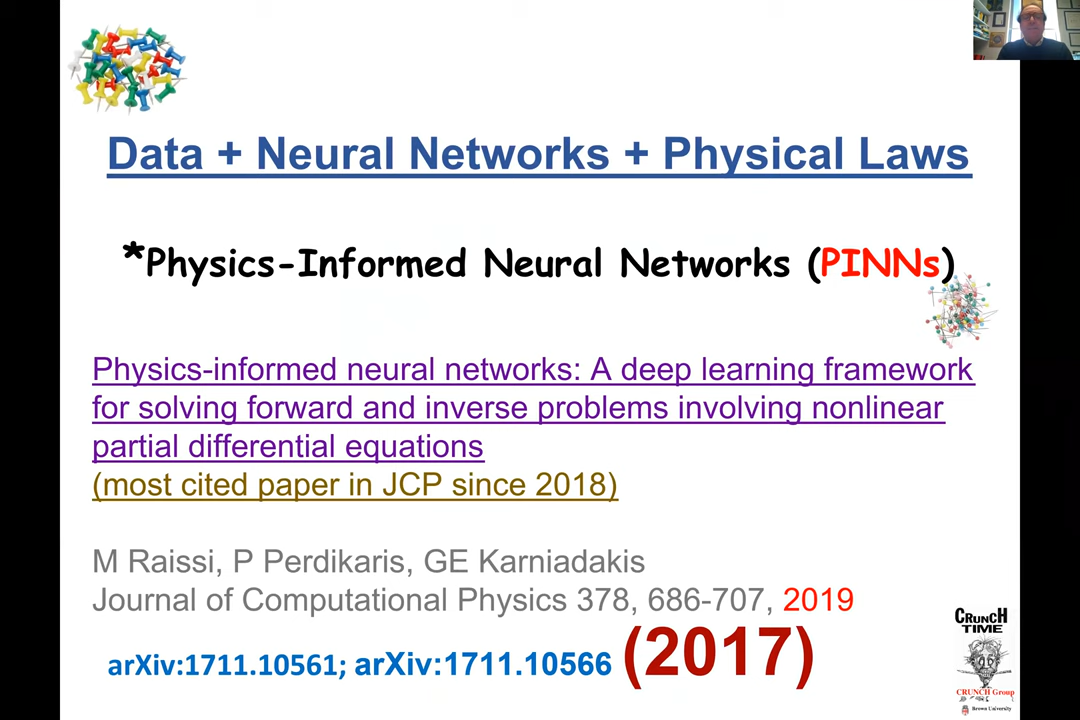 Data + Neural Networks + Physical Laws
*Physics-Informed Neural Networks (PINNs)
Physics-informed neural networks: A deep learning framework
for solving forward and inverse problems involving nonlinear
partial differential equations
(most cited paper in JCP since 2018)
M Raissi, P Perdikaris, GE Karniadakis
Journal of Computational Physics 378, 686-707, 2019
arXiv:1711.10561; arXiv:1711.10566 (2017)
CRUNCH
TIME
CRUNCH Group
Brown University